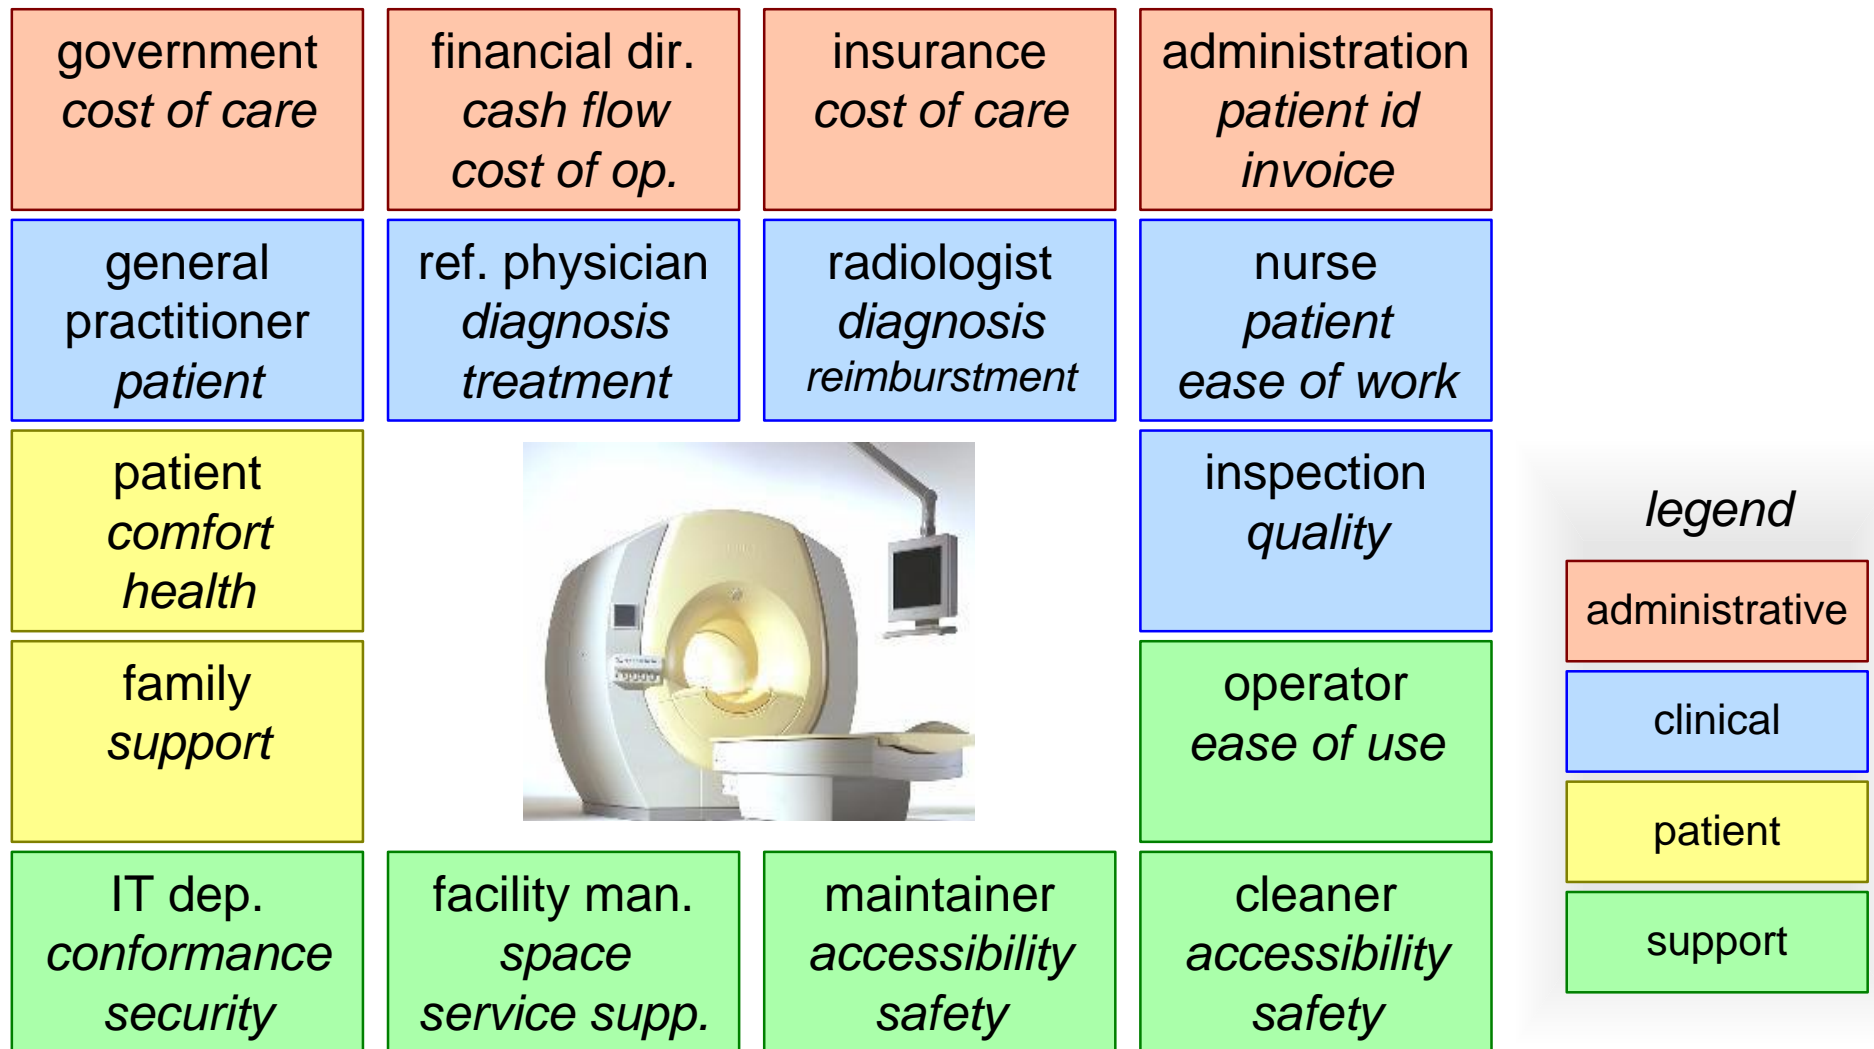 government
cost of care
financial dir.
cash flow
cost of op.
insurance
cost of care
administration
patient id
invoice
general
practitioner
patient
ref. physician
diagnosis
treatment
radiologist
diagnosis
reimburstment
nurse
patient
ease of work
patient
comfort
health
inspection
quality
family
support
operator
ease of use
IT dep.
conformance
security
facility man.
space
service supp.
maintainer
accessibility
safety
cleaner
accessibility
safety
legend
administrative
clinical
patient
support